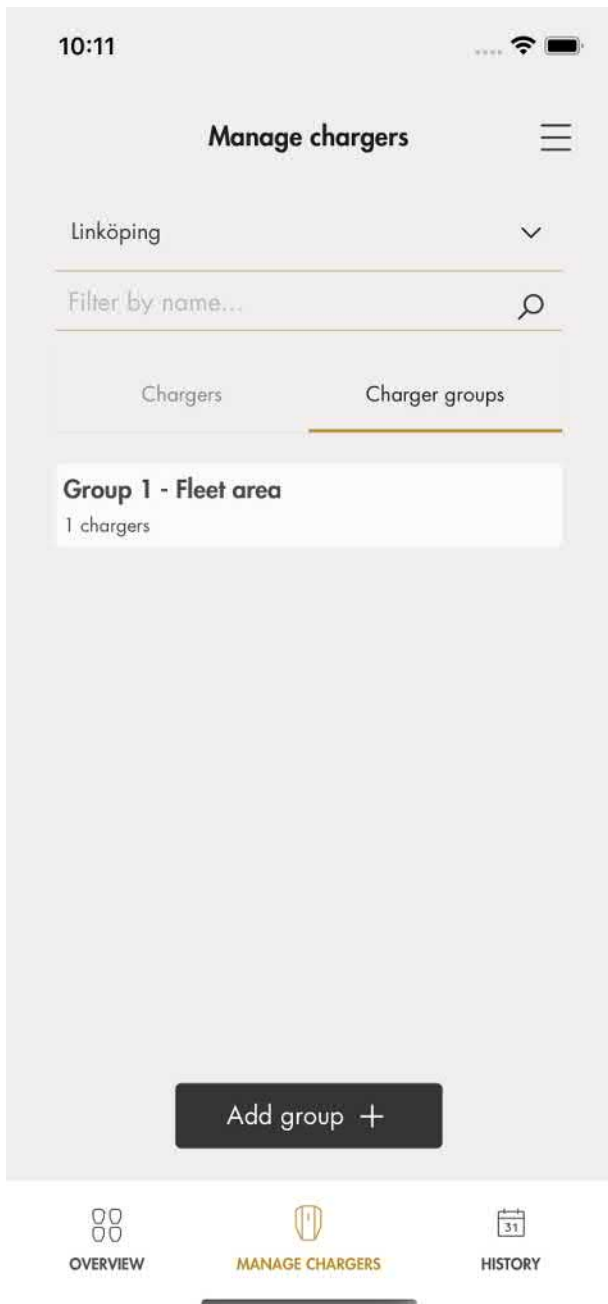 10:11
Manage chargers
Linköping
Filter by name...
Chargers Charger groups
Group 1 - Fleet area
1 chargers
Add group +
31
OVERVIEW MANAGE CHARGERS HISTORY